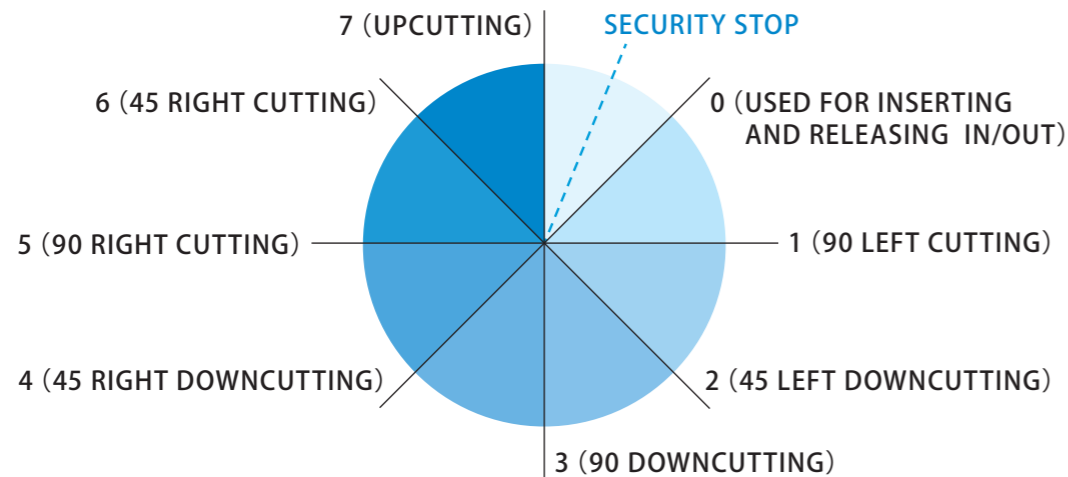 7 (UPCUTTING)
SECURITY STOP
6 (45 RIGHT CUTTING)
0 (USED FOR INSERTING
AND RELEASING IN/OUT)
5 (90 RIGHT CUTTING)
1 (90 LEFT CUTTING)
4 (45 RIGHT DOWNCUTTING)
2 (45 LEFT DOWNCUTTING)
3 (90 DOWNCUTTING)